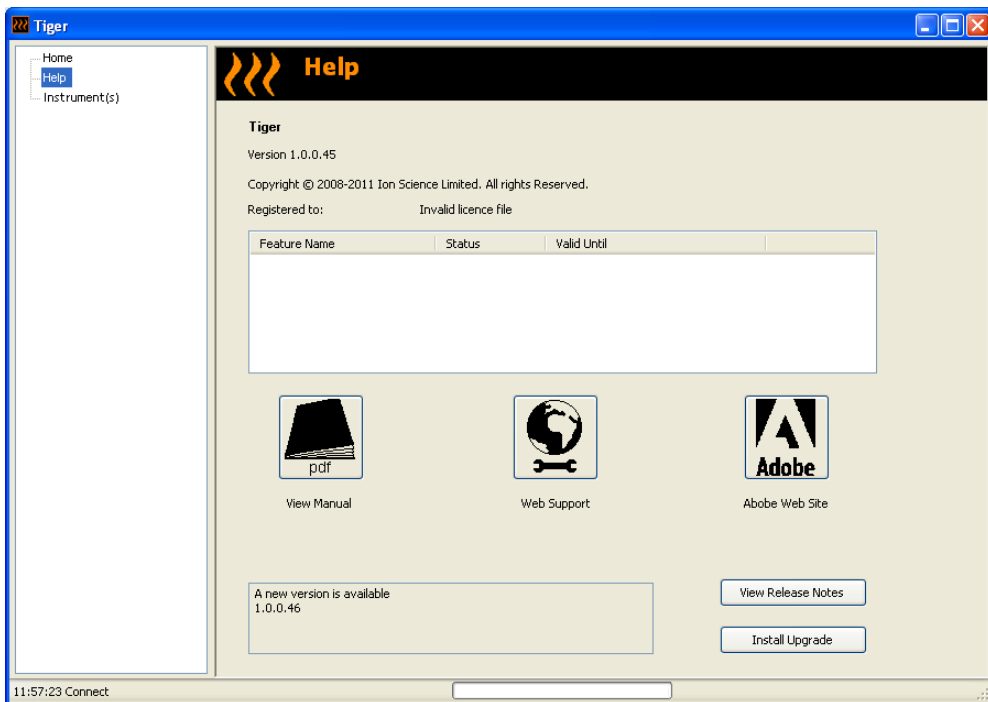 Tiger
Home
Help
Instrument(s)
Help
Tiger
Version 1.0.0.45
Copyright © 2008-2011 Ion Science Limited. All rights Reserved.
Registered to: Invalid licence file
Feature Name Status Valid Until
pdf
Adobe
View Manual Web Support Abobe Web Site
A new version is available
1.0.0.46
View Release Notes
Install Upgrade
11:57:23 Connect